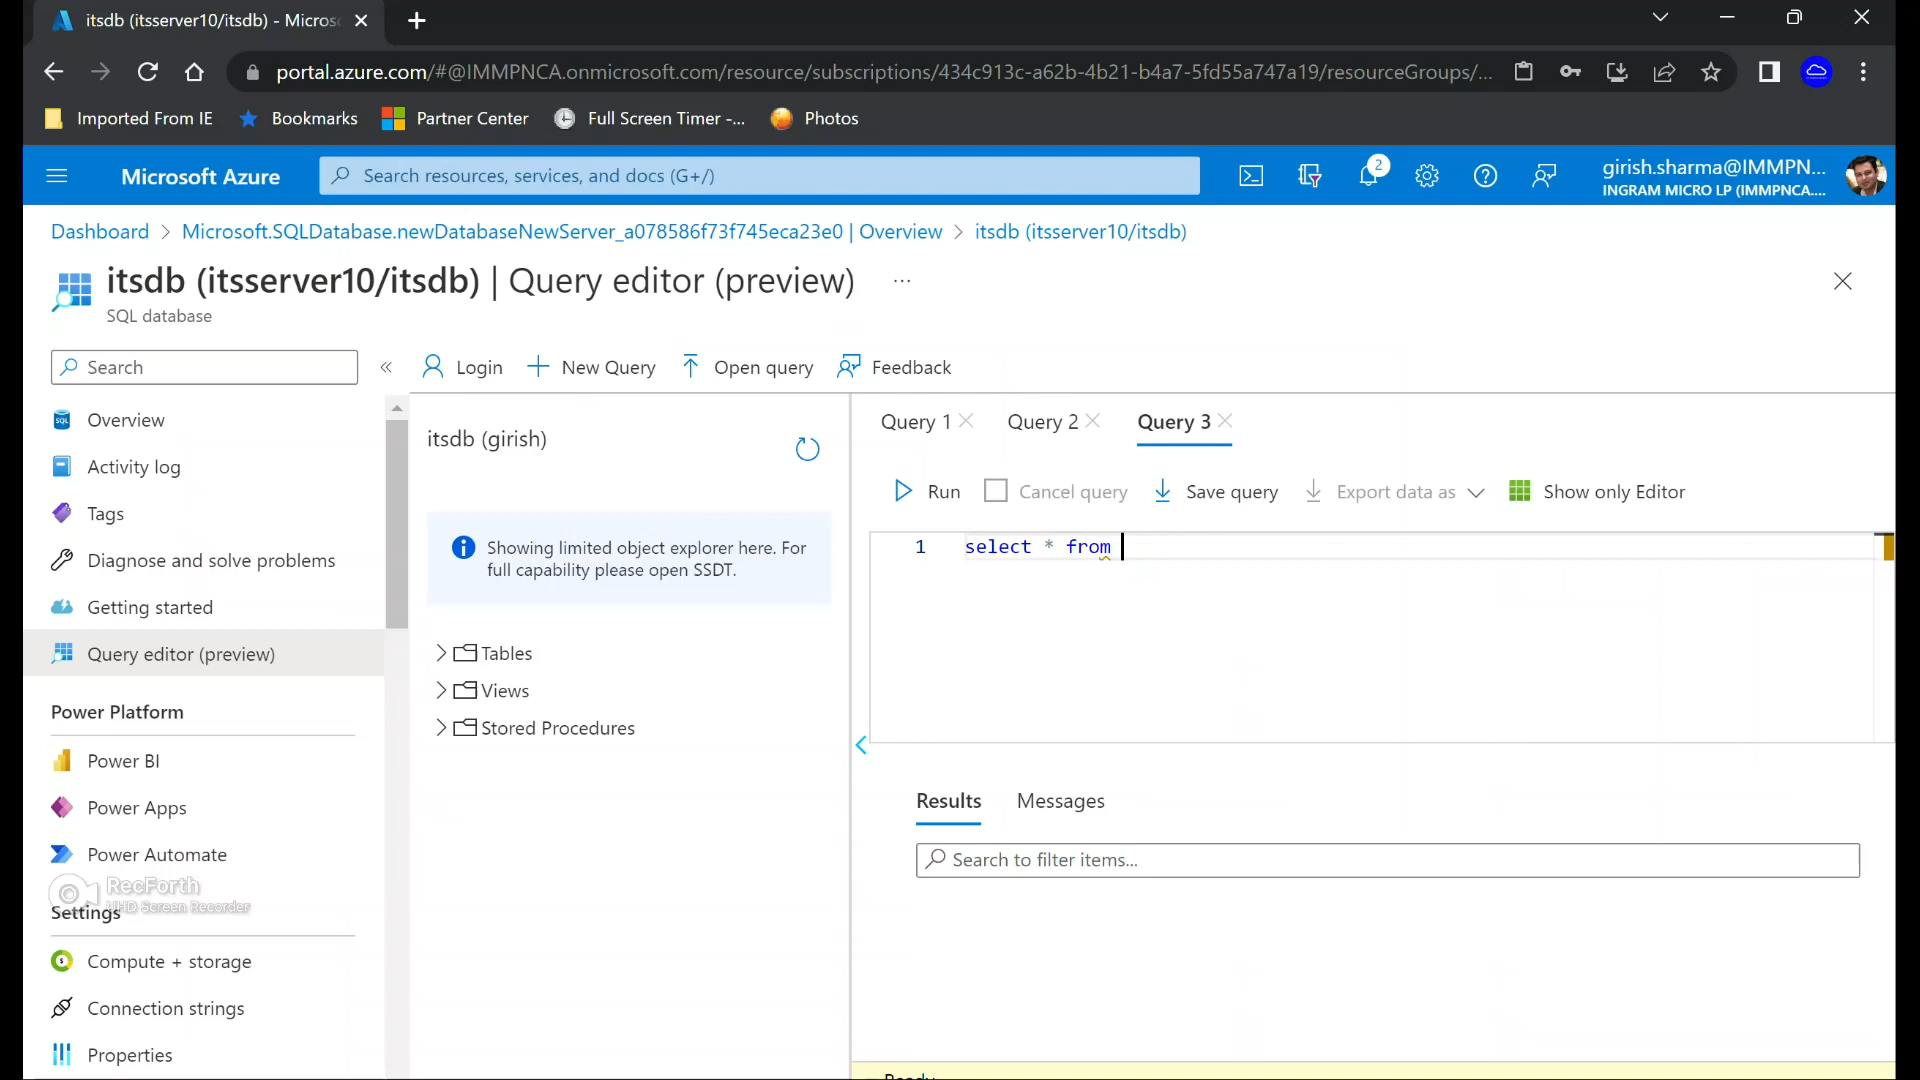 itsdb (itsserver10/itsdb) - Micros
portal.azure.com/#@IMMPNCA.onmicrosoft.com/resource/subscriptions/434c913c-a62b-4b21-b4a7-5fd55a747a19/resourceGroups/...
Imported From IE
Bookmarks
Partner Center
Full Screen Timer -...
Photos
Microsoft Azure
Search resources, services, and docs (G+/)
2
girish.sharma@IMMPN...
INGRAM MICRO LP (IMMPNCA....
Dashboard > Microsoft.SQLDatabase.newDatabaseNewServer_a078586f73f745eca23e0 | Overview > itsdb (itsserver10/itsdb)
itsdb (itsserver10/itsdb) | Query editor (preview) ...
SQL database
Search
«
Login
New Query
Open query
Feedback
Overview
Activity log
Tags
Diagnose and solve problems
Getting started
Query editor (preview)
Power Platform
Power BI
Power Apps
Power Automate
RecForth
UHD Screen Recorder
Settings
Compute + storage
Connection strings
Properties
itsdb (girish)
Showing limited object explorer here. For
full capability please open SSDT.
Tables
Views
Stored Procedures
Query 1
Query 2
Query 3
Run
Cancel query
Save query
Export data as
Show only Editor
1 select * from
Results
Messages
Search to filter items...
Ready